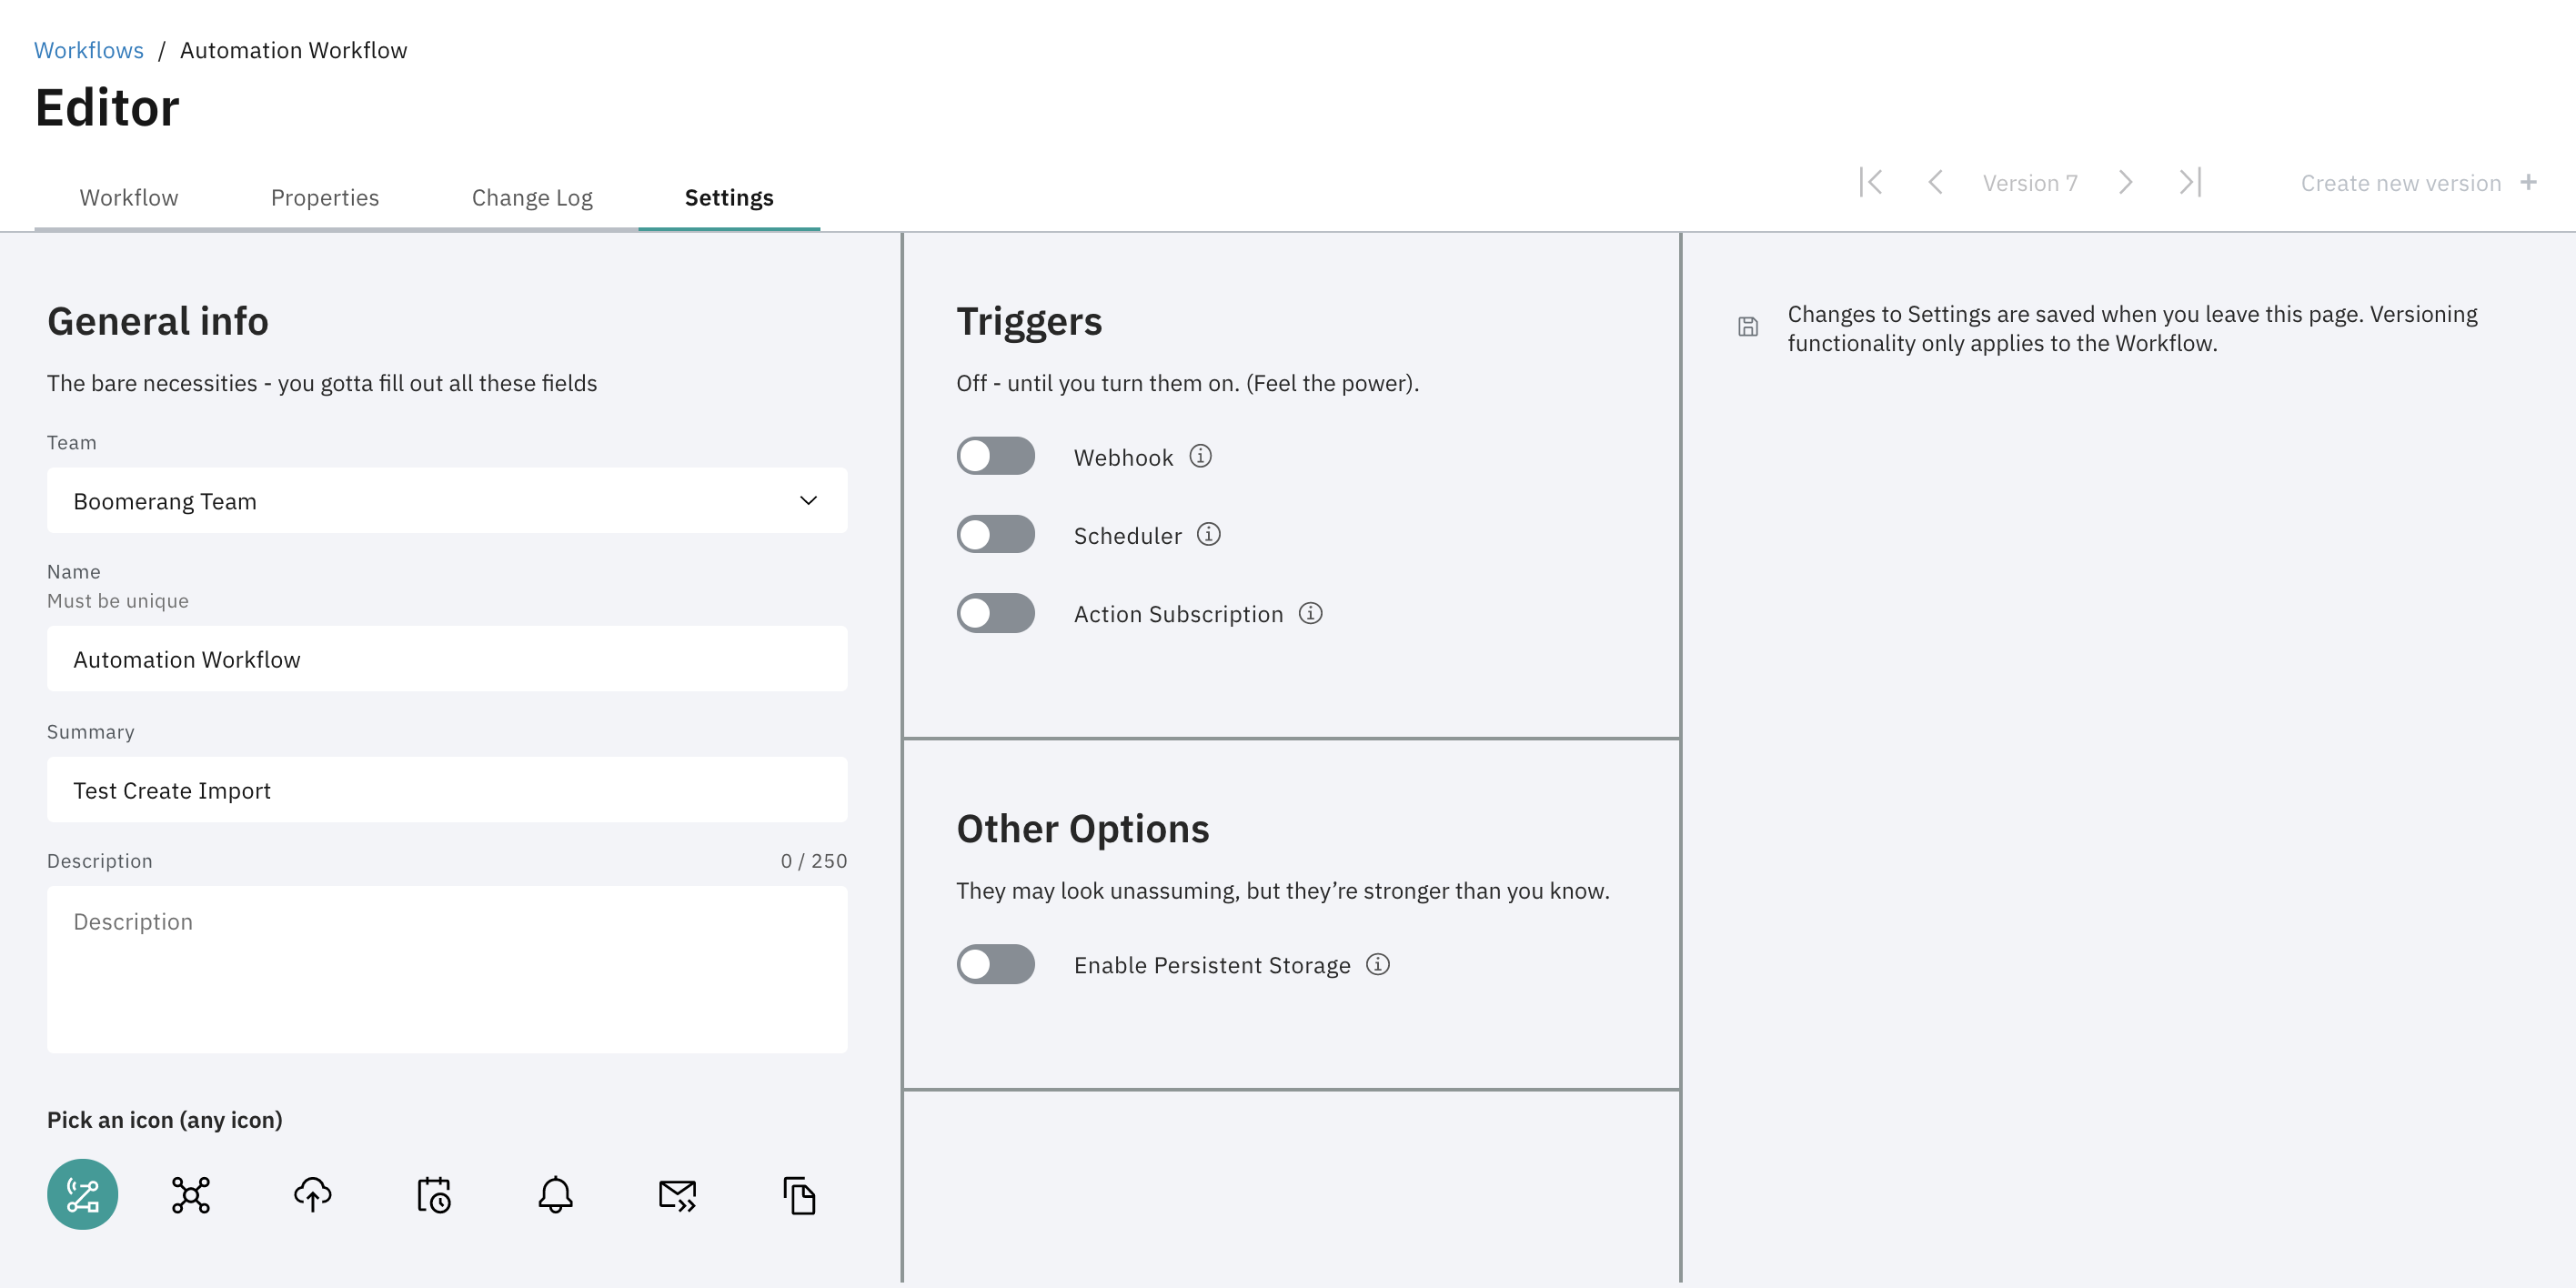 Workflows / Automation Workflow
Editor
Workflow Properties Change Log Settings
Version 7 Create new version +
General info
The bare necessities - you gotta fill out all these fields
Team
Boomerang Team
Name
Must be unique
Automation Workflow
Summary
Test Create Import
Description 0 / 250
Description
Pick an icon (any icon)
Triggers
Off - until you turn them on. (Feel the power).
Webhook
Scheduler
Action Subscription
Other Options
They may look unassuming, but they’re stronger than you know.
Enable Persistent Storage
Changes to Settings are saved when you leave this page. Versioning
functionality only applies to the Workflow.